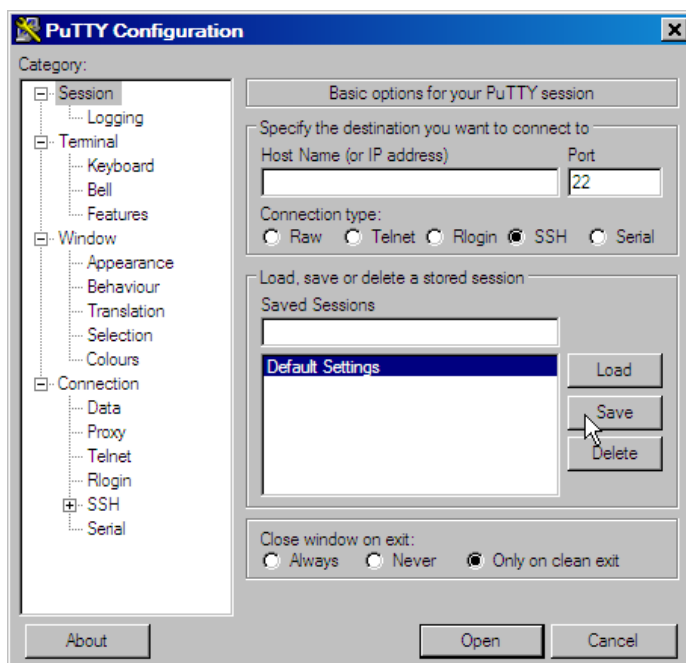 PuTTY Configuration
Category:
Session
Logging
Terminal
Keyboard
Bell
Features
Window
Appearance
Behaviour
Translation
Selection
Colours
Connection
Data
Proxy
Telnet
Rlogin
SSH
Serial
Basic options for your PuTTY session
Specify the destination you want to connect to
Host Name (or IP address) Port
22
Connection type:
Raw Telnet Rlogin SSH Serial
Load, save or delete a stored session
Saved Sessions
Default Settings
Load
Save
Delete
Close window on exit:
Always Never Only on clean exit
About Open Cancel